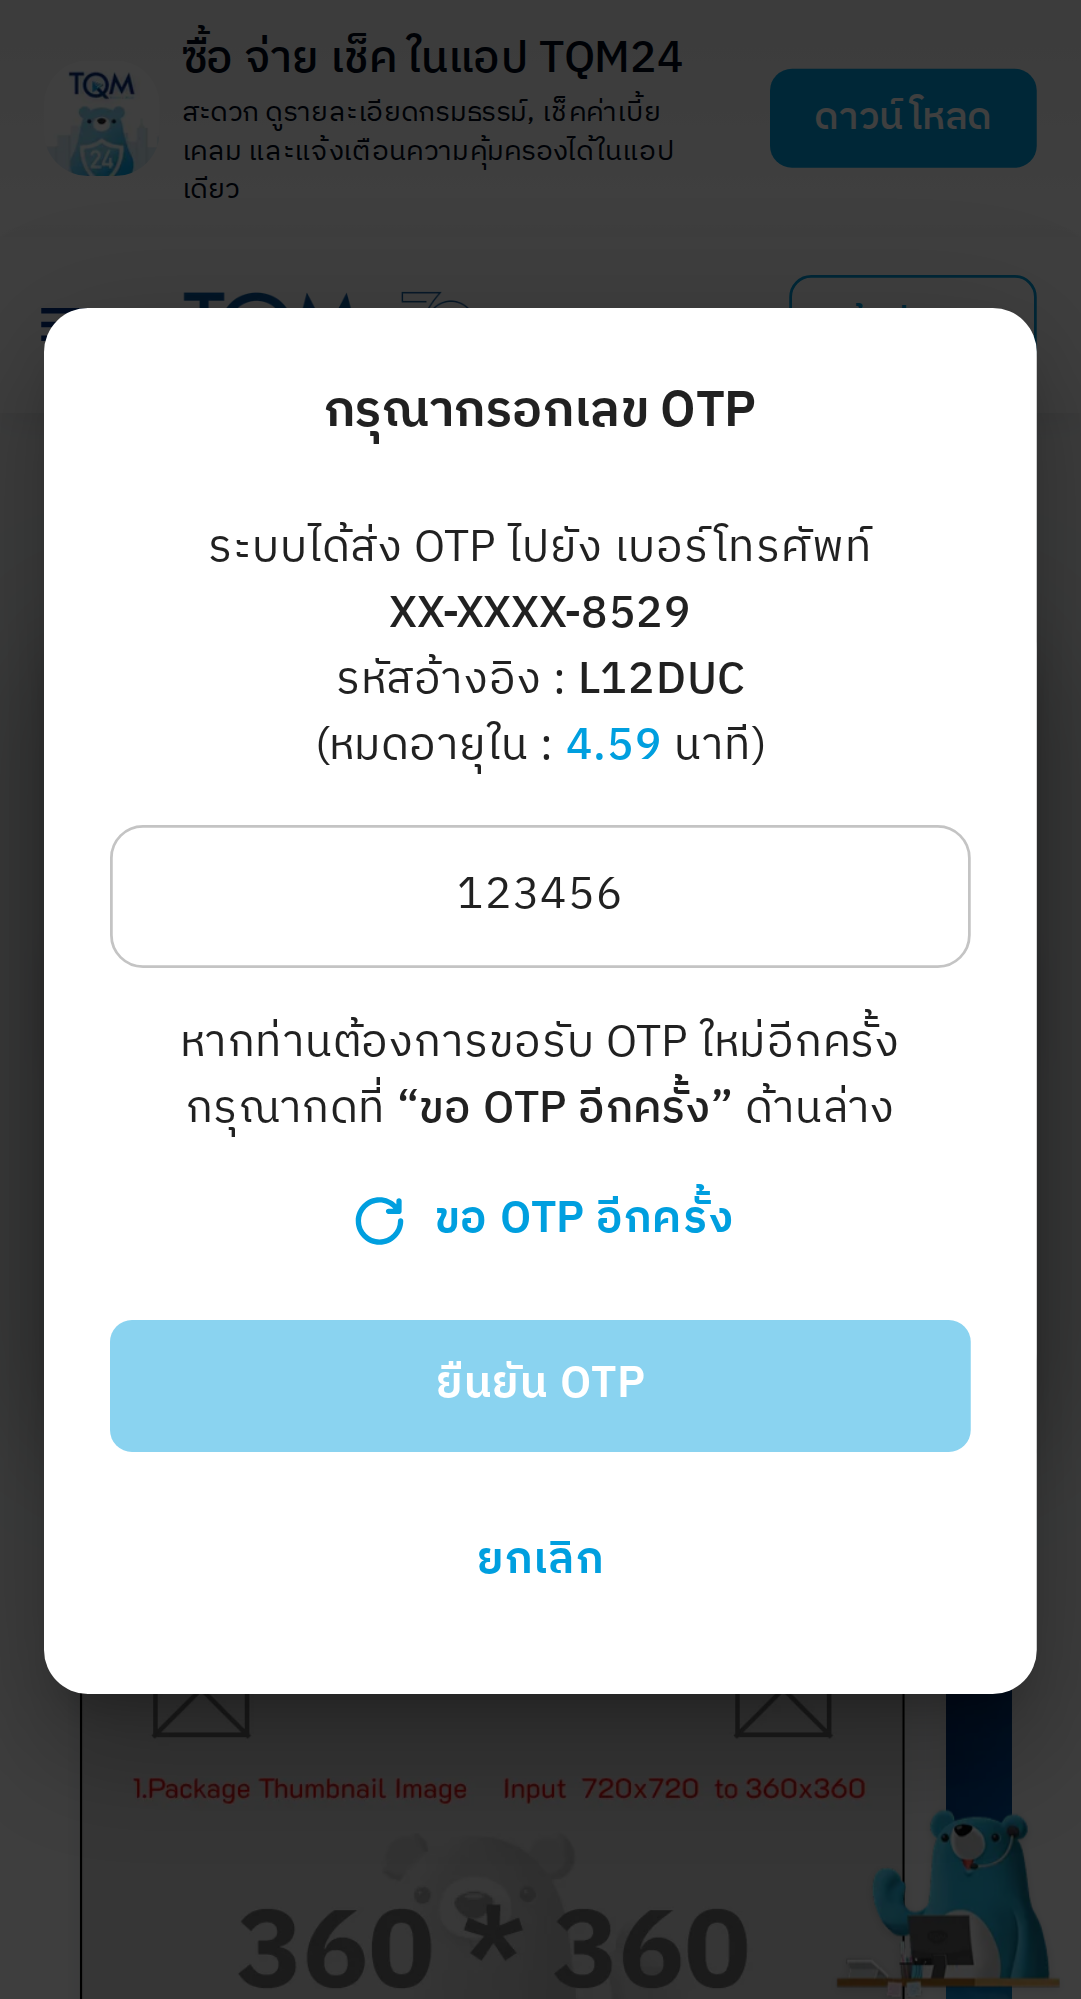 ซื้อ จ่าย เช็ค ในแอป TQM24
TQM
24
สะดวก ดูรายละเอียดกรมธรรม์, เช็คค่าเบี้ย
เคลม และแจ้งเตือนความคุ้มครองได้ในแอป
เดียว
ดาวน์โหลด
TQM
กรุณากรอกเลข OTP
ระบบได้ส่ง OTP ไปยัง เบอร์โทรศัพท์
XX-XXXX-8529
รหัสอ้างอิง : L12DUC
(หมดอายุใน : 4.59 นาที)
123456
หากท่านต้องการขอรับ OTP ใหม่อีกครั้ง
กรุณากดที่ “ขอ OTP อีกครั้ง” ด้านล่าง
ขอ OTP อีกครั้ง
ยืนยัน OTP
ยกเลิก
1.Package Thumbnail Image Input 720x720 to 360x360
360 * 360